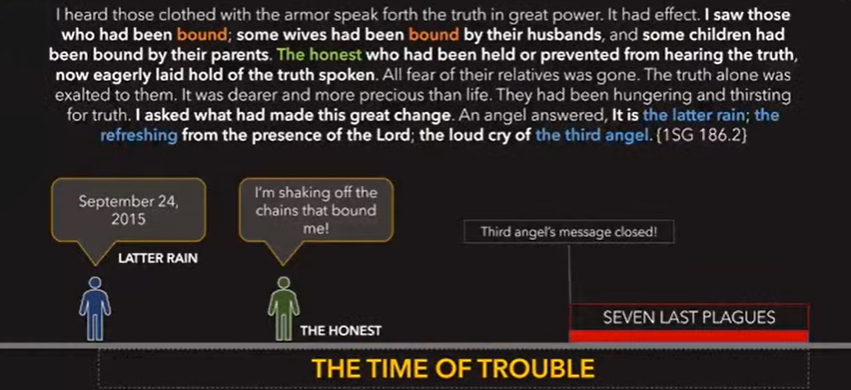 I heard those clothed with the armor speak forth the truth in great power. It had effect. I saw those
who had been bound; some wives had been bound by their husbands, and some children had
been bound by their parents. The honest who had been held or prevented from hearing the truth,
now eagerly laid hold of the truth spoken. All fear of their relatives was gone. The truth alone was
exalted to them. It was dearer and more precious than life. They had been hungering and thirsting
for truth. I asked what had made this great change. An angel answered, It is the latter rain; the
refreshing from the presence of the Lord; the loud cry of the third angel. {1SG 186.2}
September 24,
2015
I'm shaking off the
chains that bound
me!
Third angel's message closed!
LATTER RAIN
THE HONEST
SEVEN LAST PLAGUES
THE TIME OF TROUBLE